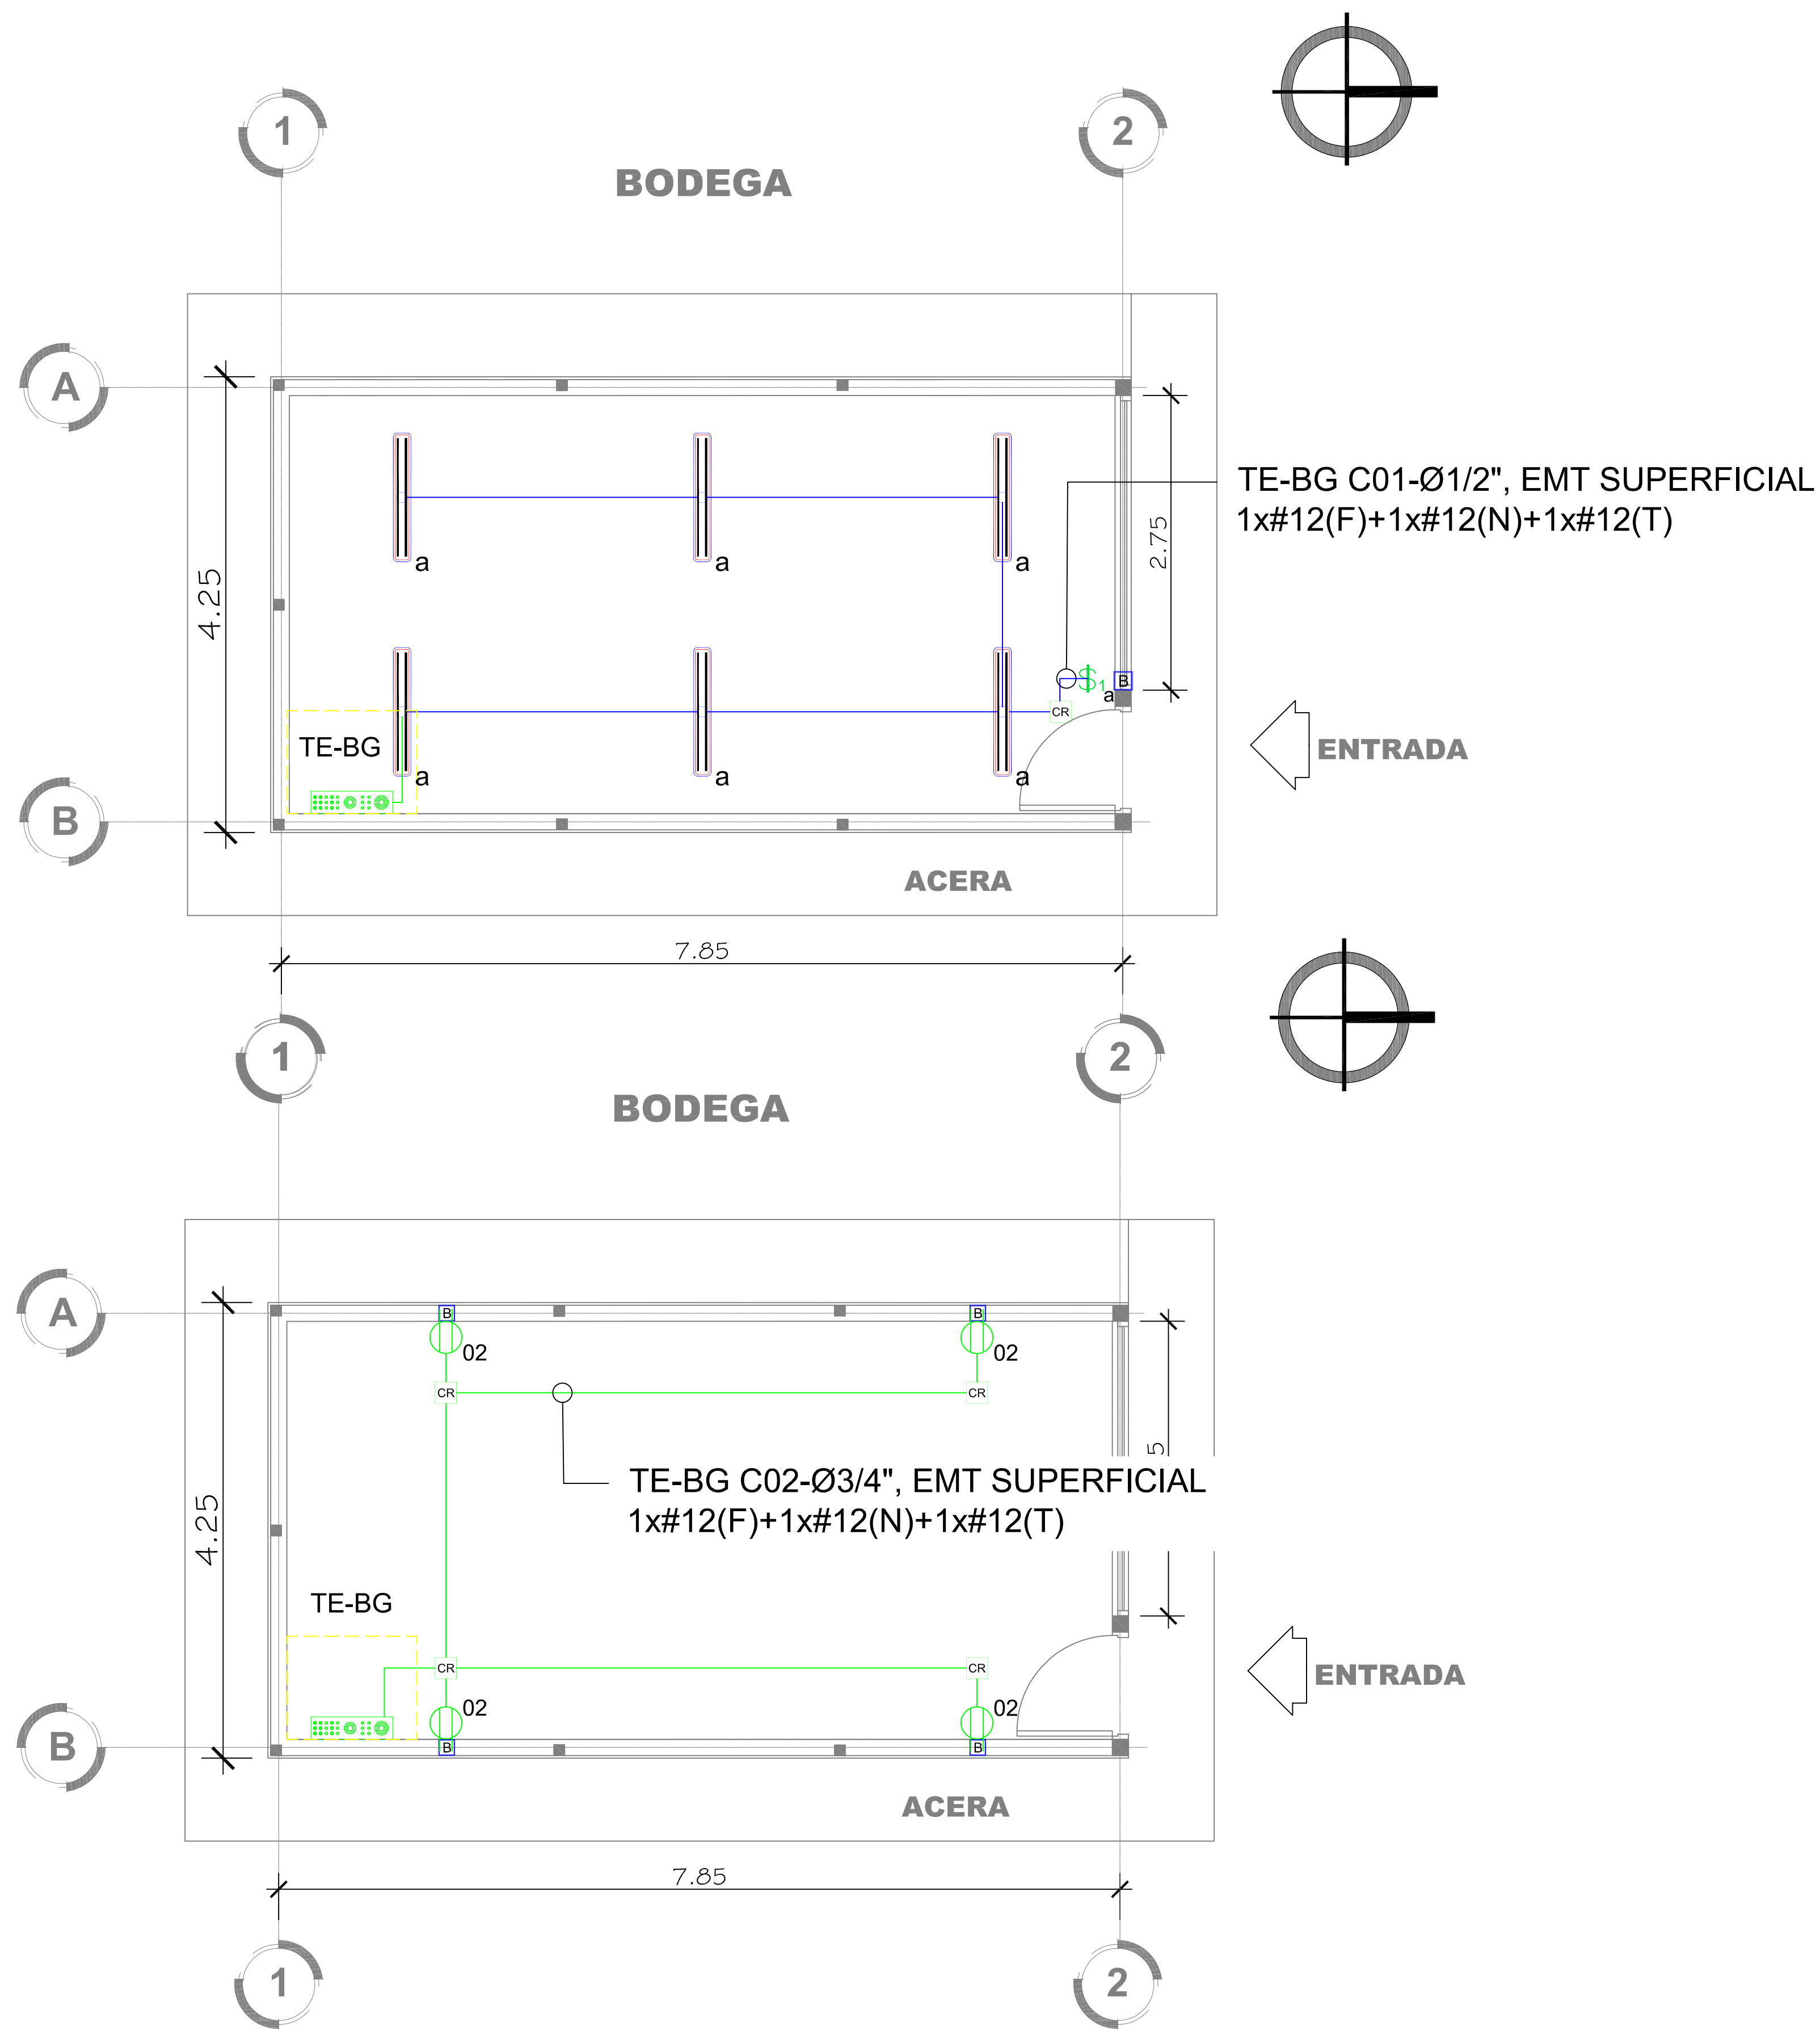 1
2
BODEGA
A
4.25
2.75
TE-BG C01-Ø1/2", EMT SUPERFICIAL
1x#12(F)+1x#12(N)+1x#12(T)
a
a
a
$1
B
a
CR
TE-BG
ENTRADA
a
a
a
B
ACERA
7.85
1
2
BODEGA
A
B
B
02
02
CR
CR
5
TE-BG C02-Ø3/4", EMT SUPERFICIAL
1x#12(F)+1x#12(N)+1x#12(T)
4.25
TE-BG
CR
CR
ENTRADA
02
02
B
B
B
ACERA
7.85
1
2